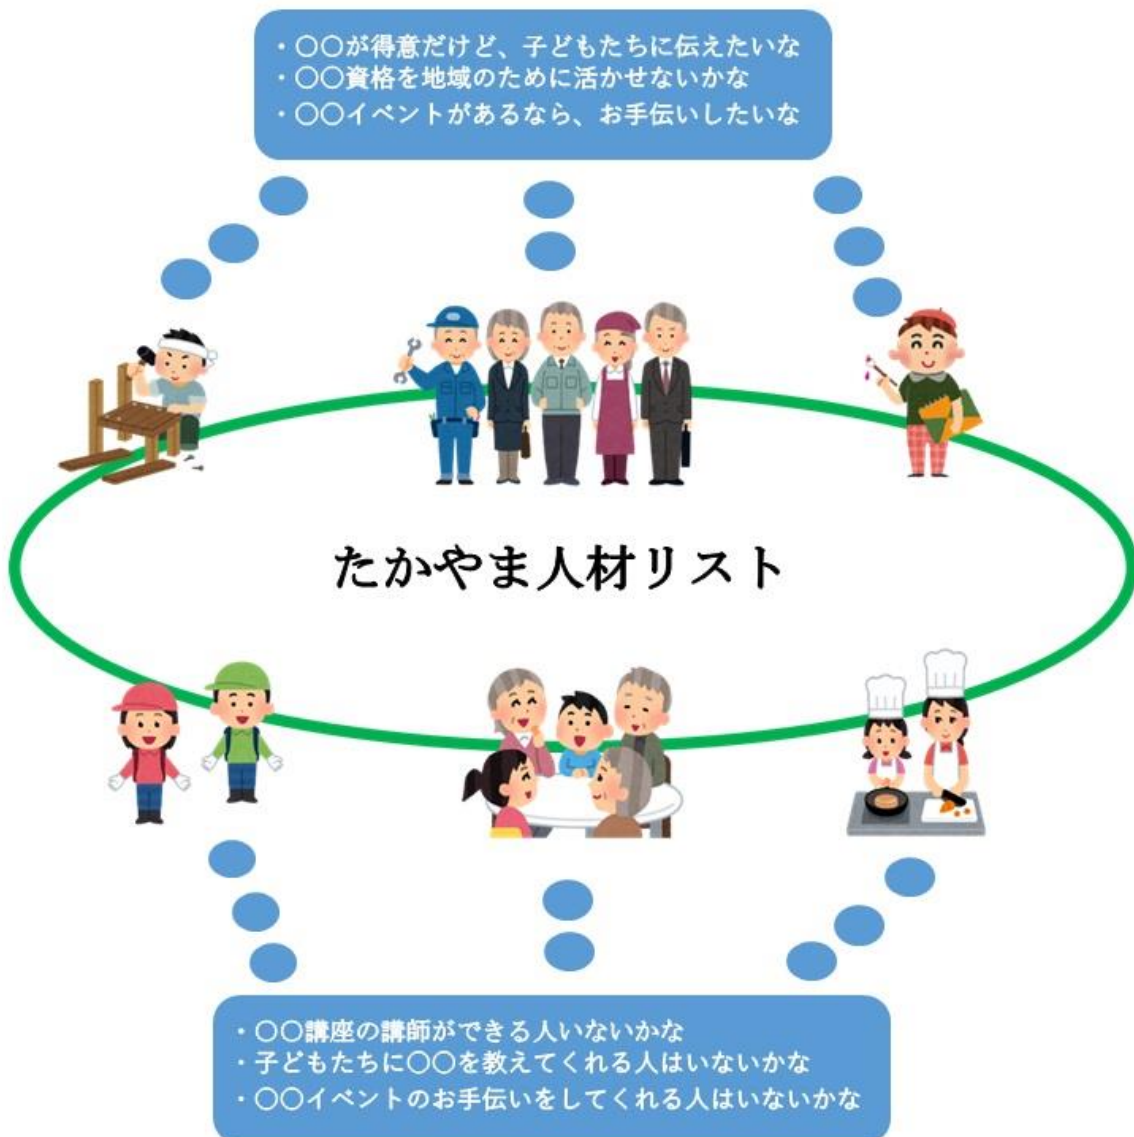 ・〇〇が得意だけど、子どもたちに伝えたいな
・〇〇資格を地域のために活かせないかな
・〇〇イベントがあるなら、お手伝いしたいな
たかやま人材リスト
・〇〇講座の講師ができる人いないかな
・子どもたちに〇〇を教えてくれる人はいないかな
・〇〇イベントのお手伝いをしてくれる人はいないかな